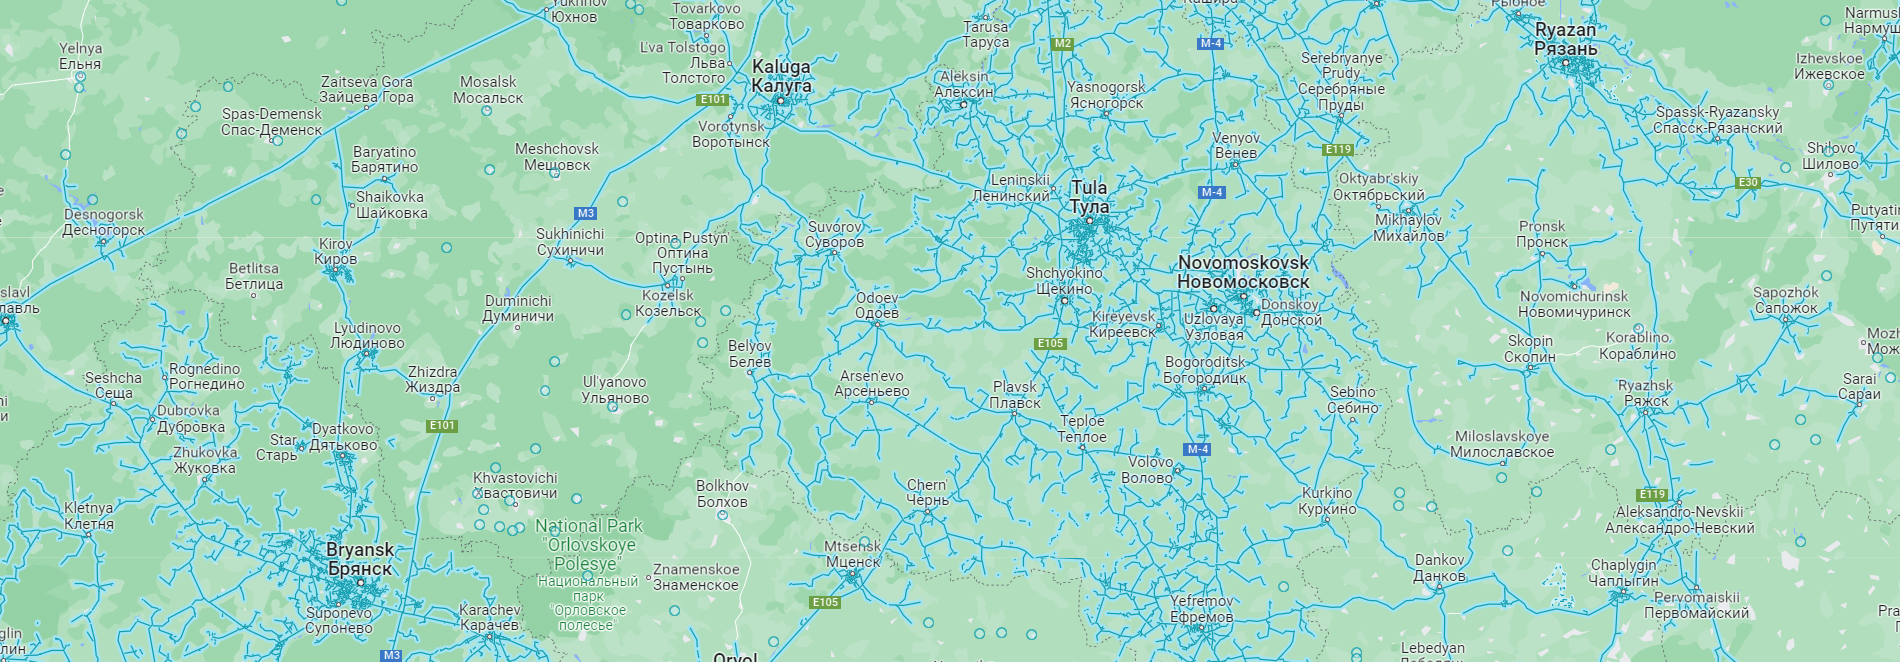 Yukhnov
Юхнов
Tovarkovo
Товарково
Кашира
Рыбное
Tarusa
Таруса
Ryazan
Рязань
Yelnya
Ельня
L'va Tolstogo
Льва
Толстого
M2
M-4
Izhevskoe
Ижевское
Serebryanye
Prudy
Серебряные
Пруды
Kaluga
Калуга
Zaitseva Gora
Зайцева Гора
Mosalsk
Мосальск
Aleksin
Алексин
Yasnogorsk
Ясногорск
E101
Spas-Demensk
Спас-Деменск
Vorotynsk
Воротынск
Spassk-Ryazansky
Спасск-Рязанский
Venyov
Венев
Baryatino
Барятино
Meshchovsk
Мещовск
E119
Shilovo
Шилово
Shaikovka
Шайковка
Leninskii
Ленинский
Tula
Тула
M-4
Oktyabr'skiy
Октябрьский
E30
Desnogorsk
Десногорск
M3
Mikhaylov
Михайлов
Pronsk
Пронск
Kirov
Киров
Sukhinichi
Сухиничи
Optina Pustyn
Оптина
Пустынь
Suvorov
Суворов
Betlitsa
Бетлица
Shchyokino
Щёкино
Novomoskovsk
Новомосковск
Duminichi
Думиничи
Kozelsk
Козельск
Odoev
Одоев
Kireyevsk
Киреевск
Uzlovaya
Узловая
Donskoy
Донской
Novomichurinsk
Новомичуринск
Sapozhok
Сапожок
Lyudinovo
Людиново
Belyov
Белев
E105
Skopin
Скопин
Korablino
Кораблино
Rognedino
Рогнедино
Seshcha
Сеща
Zhizdra
Жиздра
Ul'yanovo
Ульяново
Arsen'evo
Арсеньево
Plavsk
Плавск
Bogoroditsk
Богородицк
Sebino
Себино
Ryazhsk
Ряжск
Sarai
Сараи
Dubrovka
Дубровка
E101
Star
Старь
Dyatkovo
Дятьково
Teploe
Теплое
M-4
Miloslavskoye
Милославское
Zhukovka
Жуковка
Khvastovichi
Хвастовичи
Bolkhov
Болхов
Chern'
Чернь
Volovo
Волово
Kurkino
Куркино
E119
Aleksandro-Nevskii
Александро-Невский
Kletnya
Клетня
National Park
"Orlovskoye
Polesye"
Национальный
парк
"Орловское
полесье"
Bryansk
Брянск
Znamenskoe
Знаменское
Mtsensk
Мценск
E105
Dankov
Данков
Chaplygin
Чаплыгин
Pervomaiskii
Первомайский
Suponevo
Супонево
Karachev
Карачев
Yefremov
Ефремов
M3
Oryol
Lebedyan